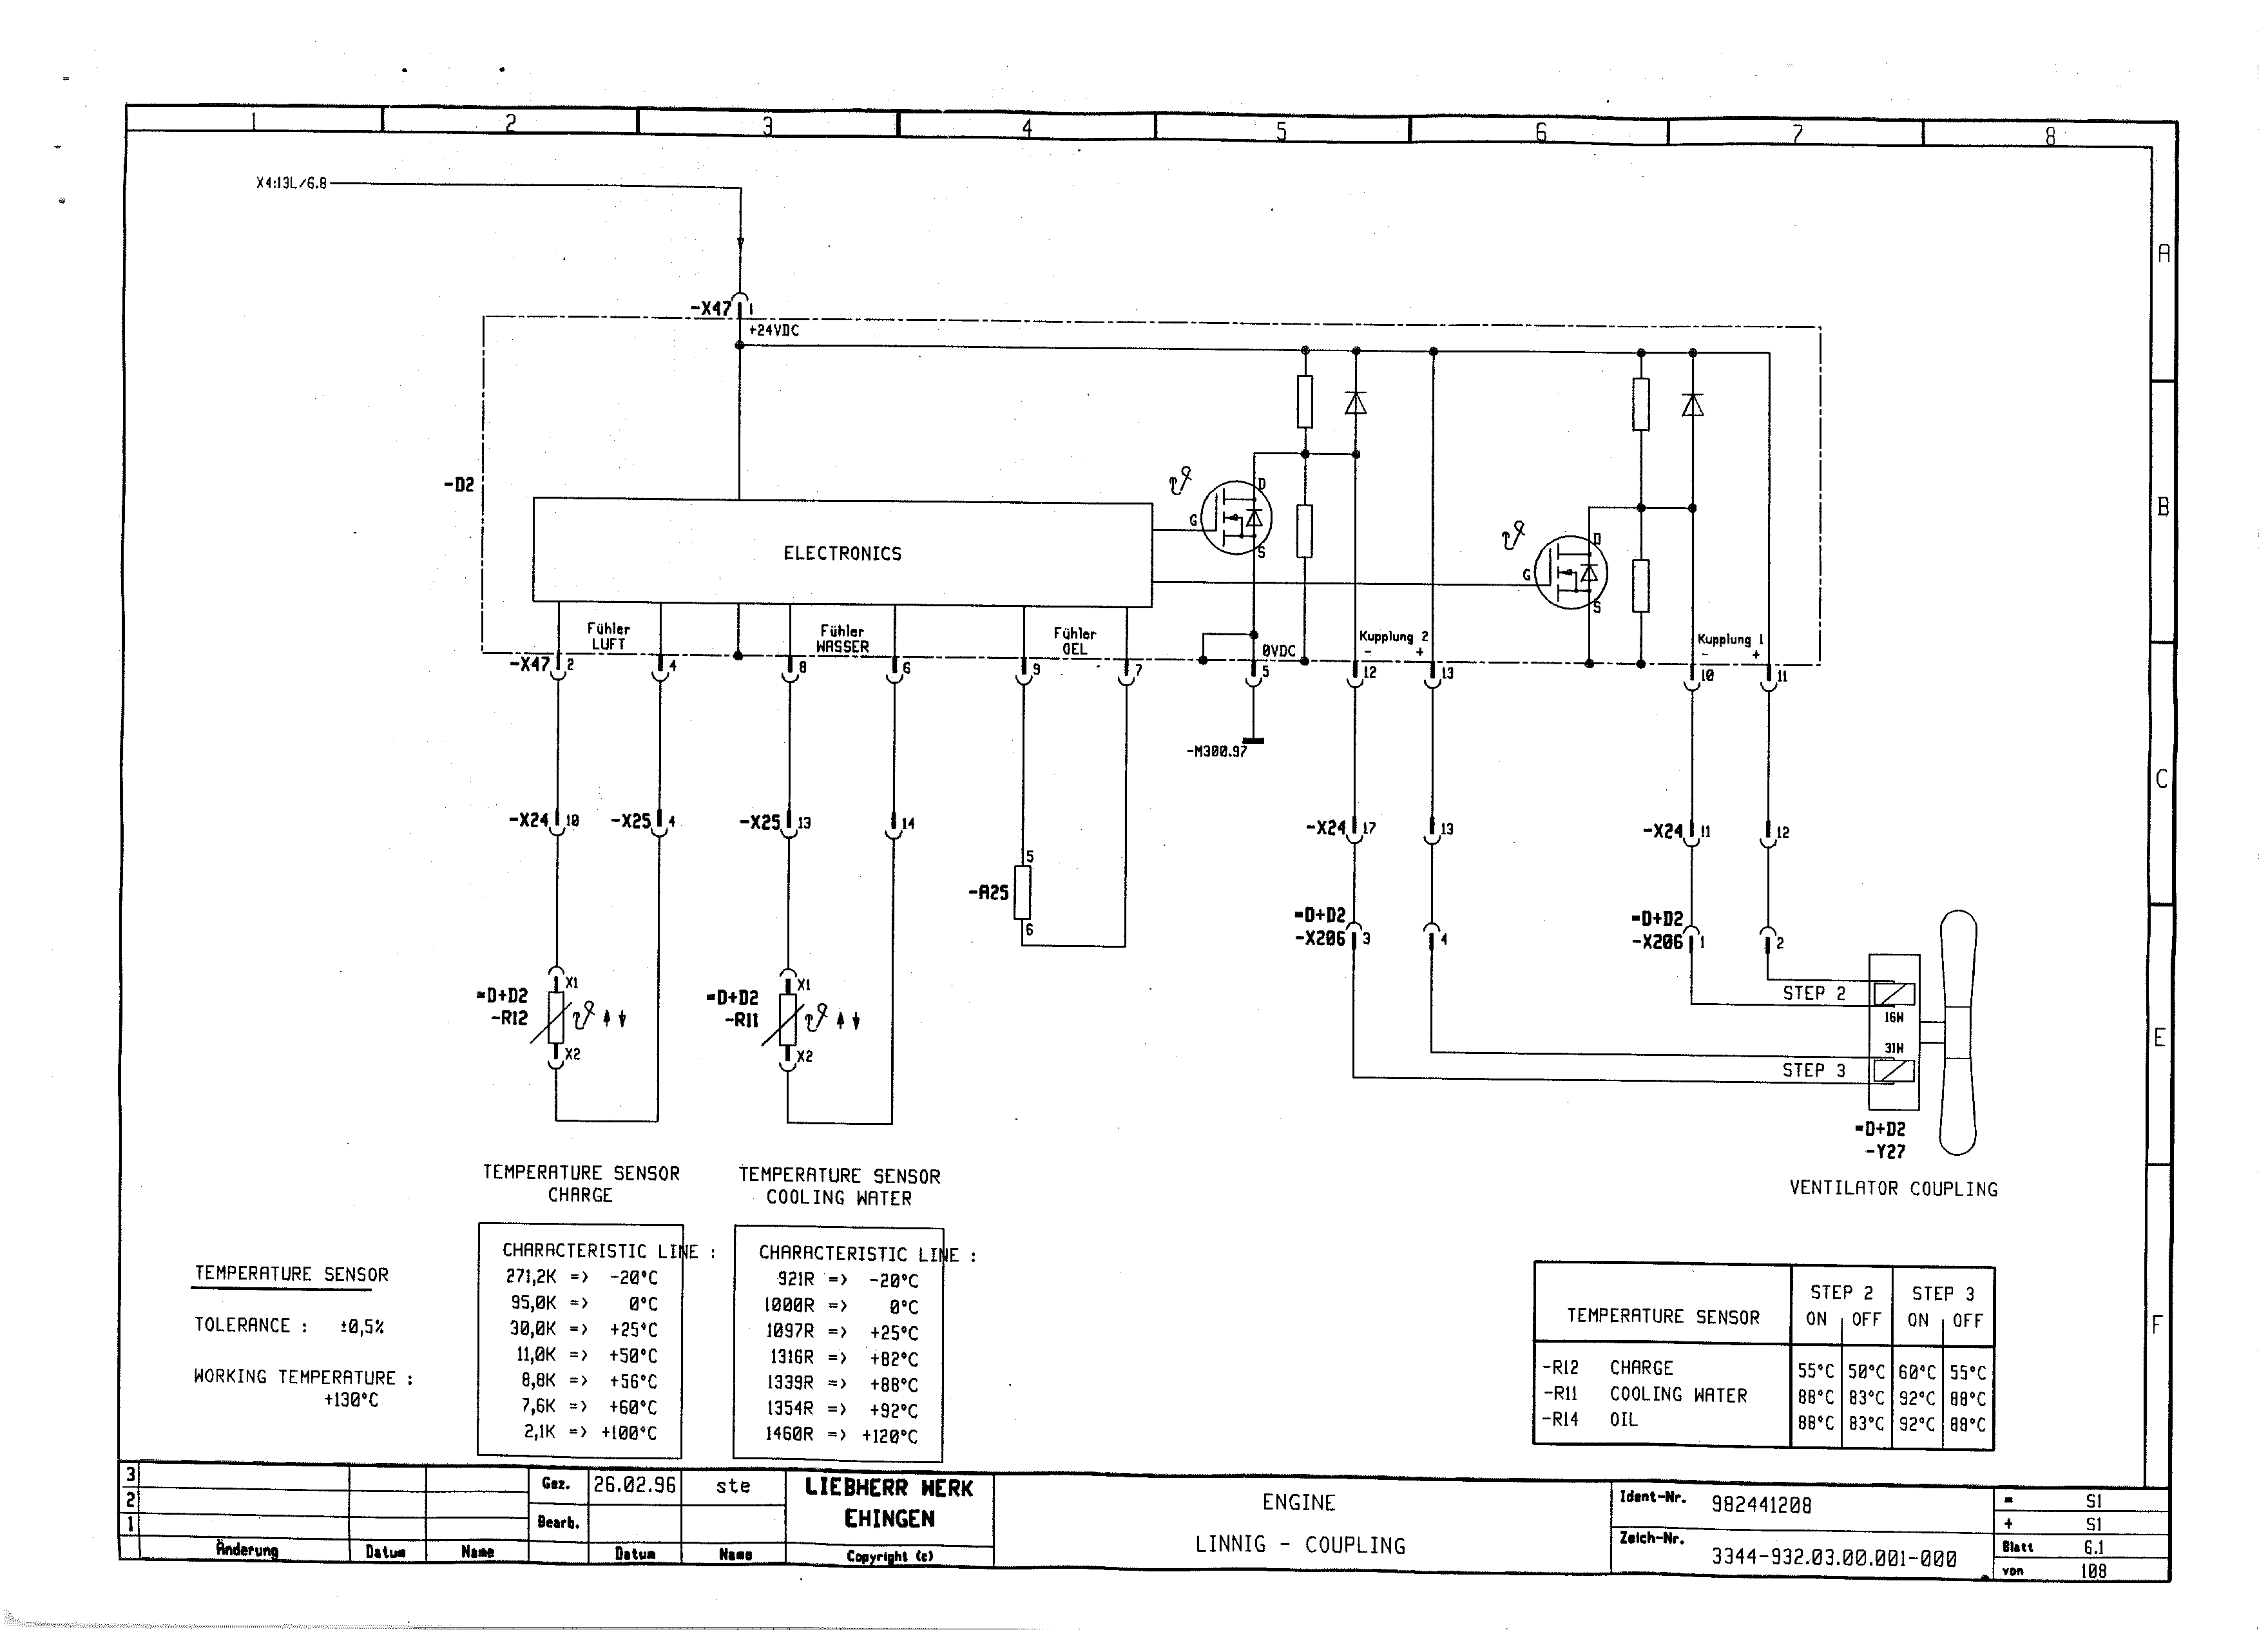 1 2 3 4 5 6 7 8
X4:13L/6.8
A
-X47 1
+24VDC
-D2
B
D
G
S
ELECTRONICS
D
G
S
Fühler
LUFT
Fühler
WASSER
Fühler
OEL
0VDC
Kupplung 2
- +
Kupplung 1
- +
-X47 2 4 8 6 9 7 5 12 13 10 11
-M300.97
C
-X24 10 -X25 4 -X25 13 14 -X24 17 13 -X24 11 12
5
-A25
6
=D+D2
-X206 3 4
=D+D2
-X206 1 2
X1
=D+D2
-R12
X2
X1
=D+D2
-R11
X2
STEP 2
16W
31W
STEP 3
E
=D+D2
-Y27
VENTILATOR COUPLING
TEMPERATURE SENSOR
CHARGE
TEMPERATURE SENSOR
COOLING WATER
TEMPERATURE SENSOR
TOLERANCE : ±0,5%
WORKING TEMPERATURE :
+130°C
CHARACTERISTIC LINE :
271,2K => -20°C
95,0K => 0°C
30,0K => +25°C
11,0K => +50°C
8,8K => +56°C
7,6K => +60°C
2,1K => +100°C
CHARACTERISTIC LINE :
921R => -20°C
1000R => 0°C
1097R => +25°C
1316R => +82°C
1339R => +88°C
1354R => +92°C
1460R => +120°C
STEP 2 STEP 3
TEMPERATURE SENSOR ON OFF ON OFF
-R12 CHARGE 55°C 50°C 60°C 55°C
-R11 COOLING WATER 88°C 83°C 92°C 88°C
-R14 OIL 88°C 83°C 92°C 88°C
F
3
2
1
Änderung Datum Name
Gez. 26.02.96 ste
Bearb.
Datum Name
LIEBHERR WERK
EHINGEN
Copyright (c)
ENGINE
LINNIG - COUPLING
Ident-Nr. 982441208
Zeich-Nr. 3344-932.03.00.001-000
= S1
+ S1
Blatt 6.1
von 108